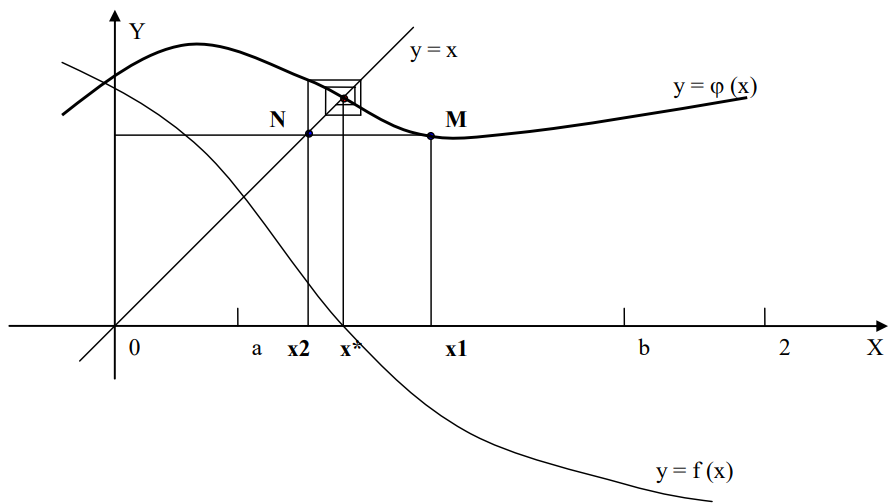 Y
y = x
y = φ (x)
N
M
0
a
x2
x*
x1
b
2
X
y = f (x)